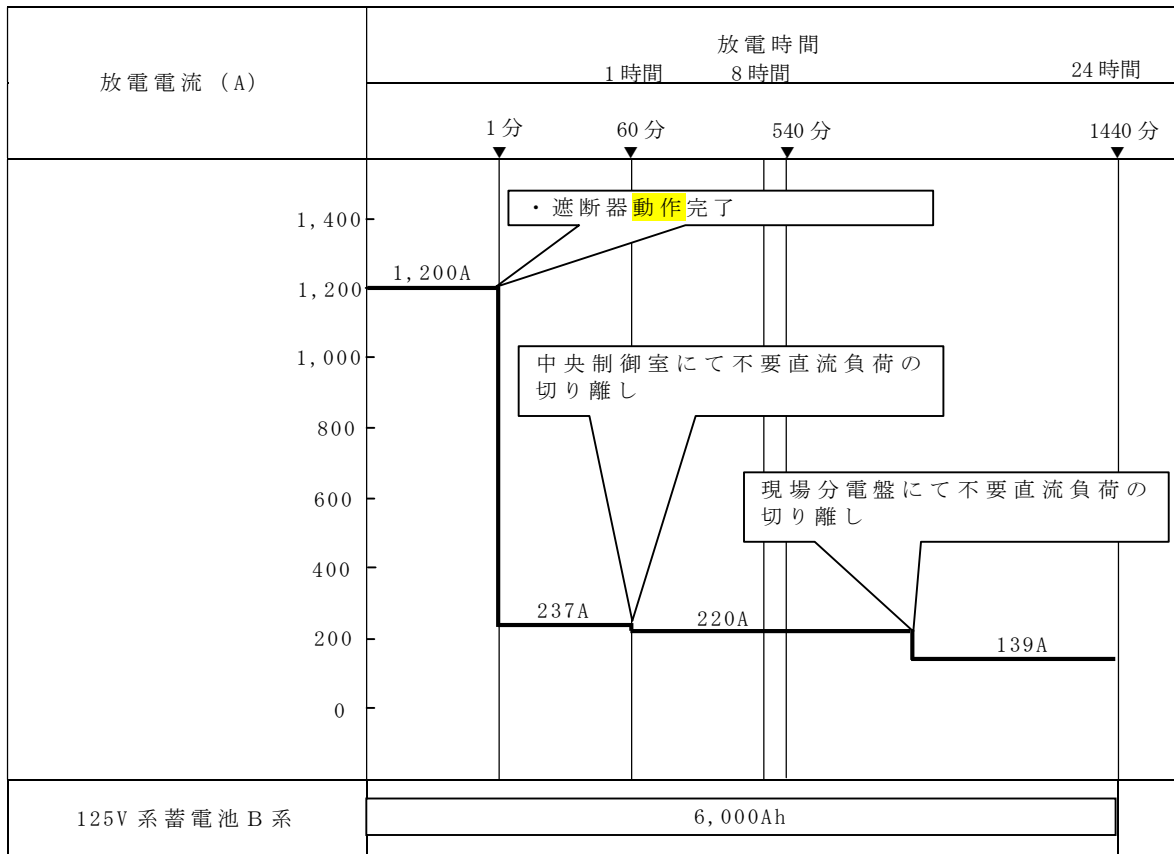 放電時間
放電電流（A）
1時間 8時間 24時間
1分 60分 540分 1440分
・遮断器動作完了
1,400
1,200A
1,200
1,000
中央制御室にて不要直流負荷の
切り離し
800
現場分電盤にて不要直流負荷の
切り離し
600
400
237A
220A
200
139A
0
125V系蓄電池B系
6,000Ah